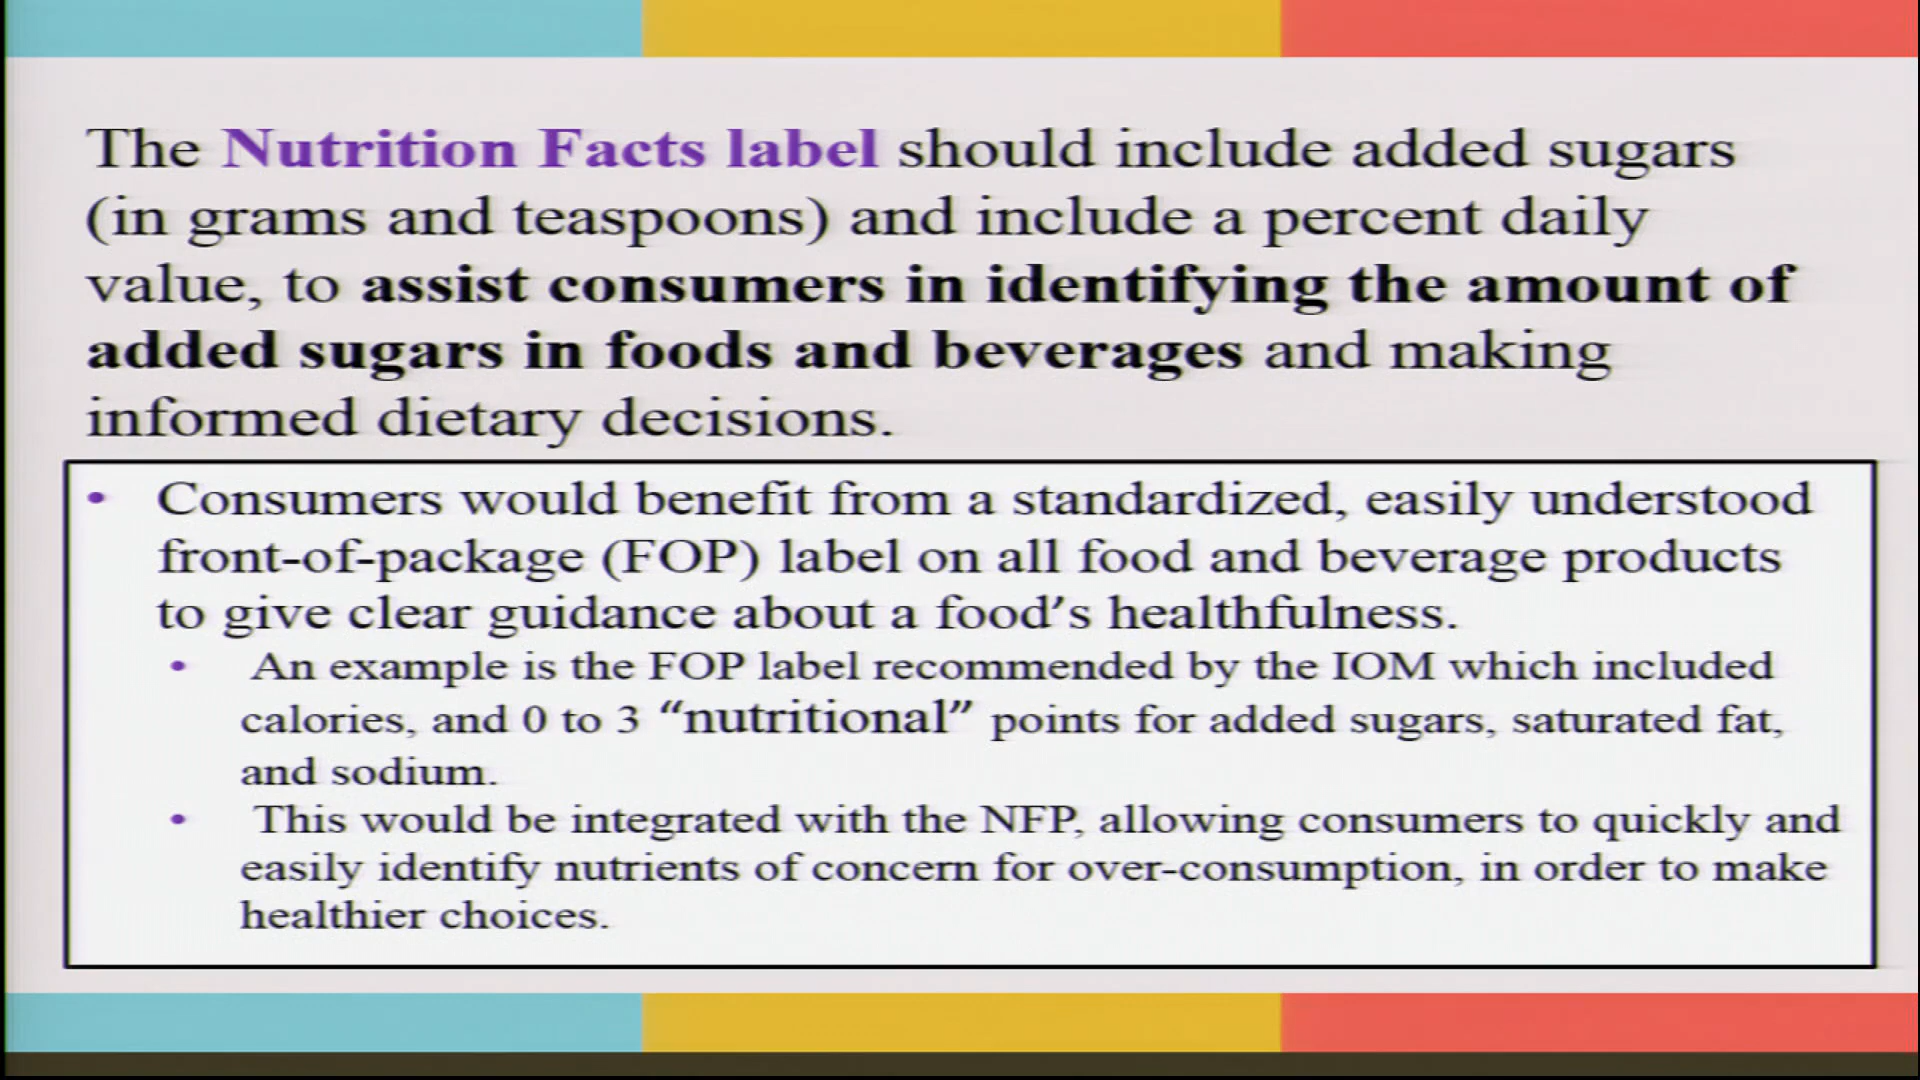 The Nutrition Facts label should include added sugars
(in grams and teaspoons) and include a percent daily
value, to assist consumers in identifying the amount of
added sugars in foods and beverages and making
informed dietary decisions.
• Consumers would benefit from a standardized, easily understood
front-of-package (FOP) label on all food and beverage products
to give clear guidance about a food’s healthfulness.
• An example is the FOP label recommended by the IOM which included
calories, and 0 to 3 “nutritional” points for added sugars, saturated fat,
and sodium.
• This would be integrated with the NFP, allowing consumers to quickly and
easily identify nutrients of concern for over-consumption, in order to make
healthier choices.